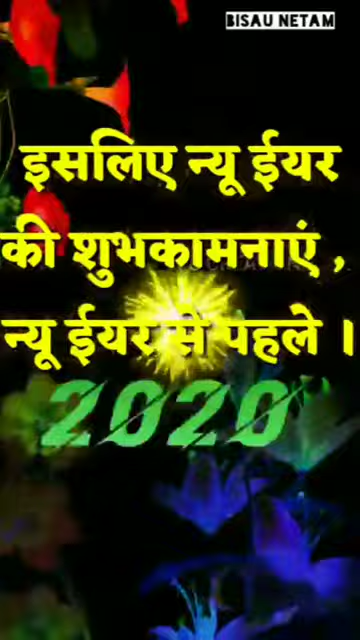 BISAU NETAM
इसलिए न्यू ईयर
की शुभकामनाएं ,
न्यू ईयर से पहले ।
2020